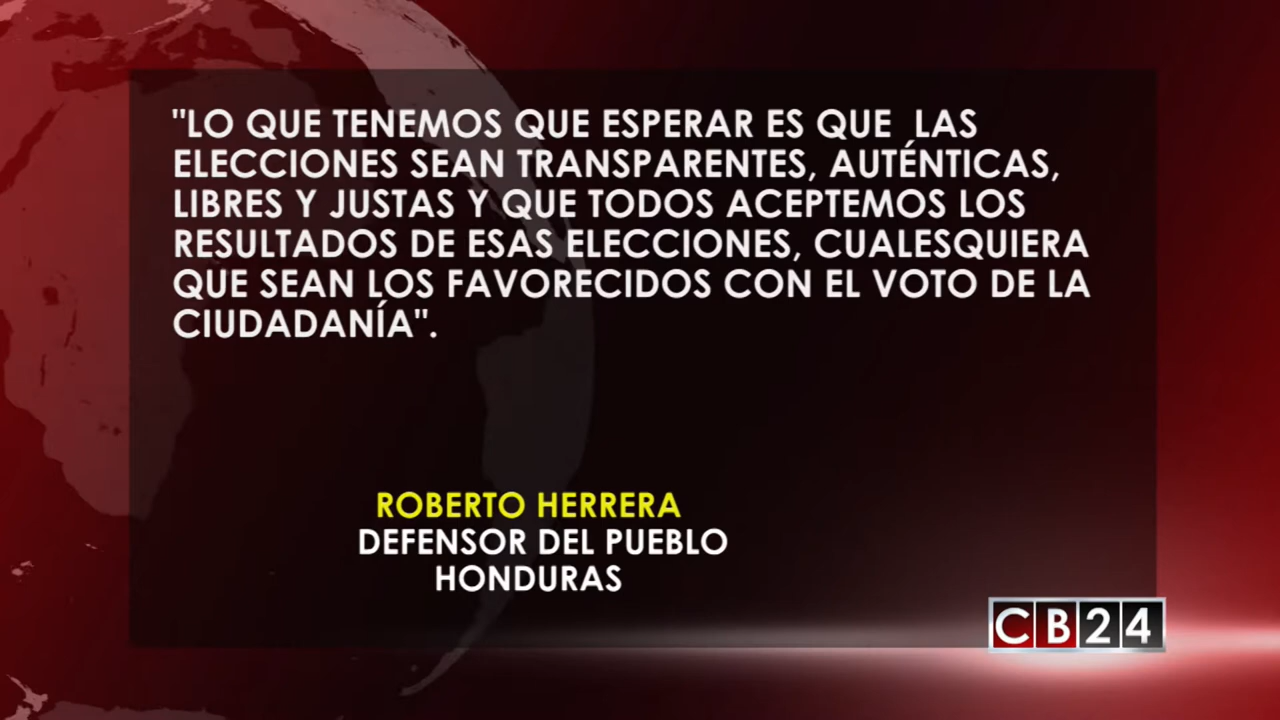 "LO QUE TENEMOS QUE ESPERAR ES QUE  LAS
ELECCIONES SEAN TRANSPARENTES, AUTÉNTICAS,
LIBRES Y JUSTAS Y QUE TODOS ACEPTEMOS LOS
RESULTADOS DE ESAS ELECCIONES, CUALESQUIERA
QUE SEAN LOS FAVORECIDOS CON EL VOTO DE LA
CIUDADANÍA".
ROBERTO HERRERA
DEFENSOR DEL PUEBLO
HONDURAS
CB24